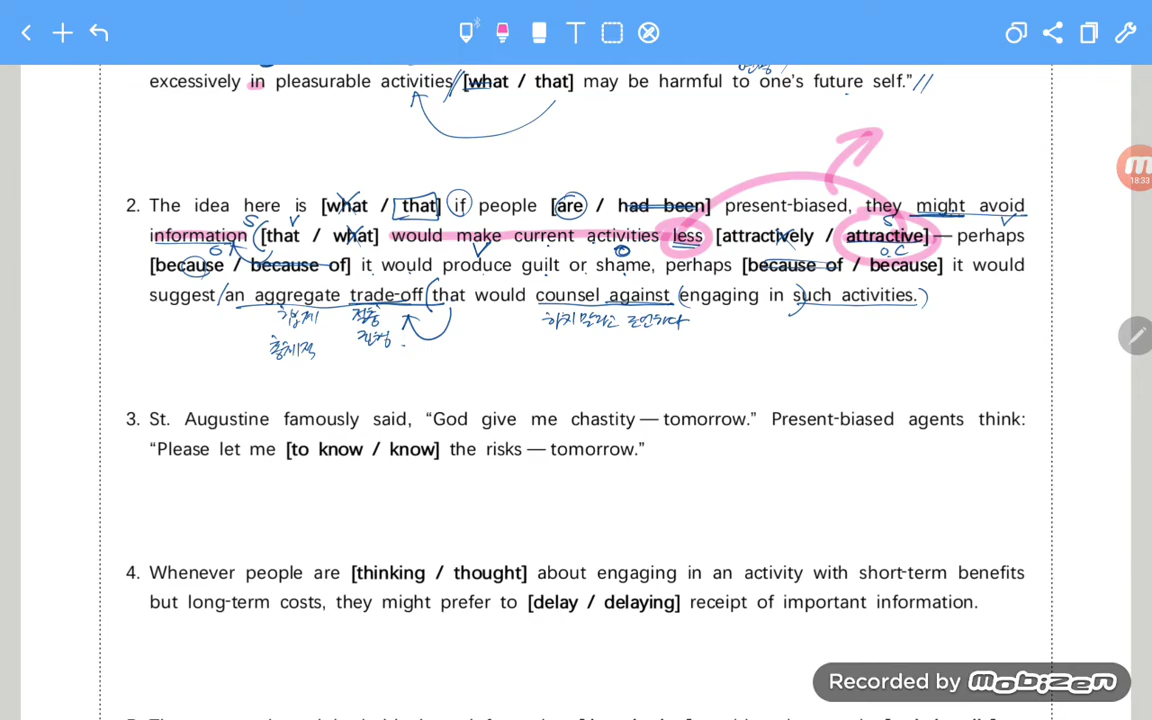 excessively in pleasurable activities [what / that] may be harmful to one's future self."
2. The idea here is [what / that] if people [are / had been] present-biased, they might avoid
S V S V
information [that / what] would make current activities less [attractively / attractive] — perhaps
O V O O.C
[because / because of] it would produce guilt or shame, perhaps [because of / because] it would
suggest / an aggregate trade-off (that would counsel against (engaging in such activities.)
합계 절충 하지 말라고 조언하다
총체적
3. St. Augustine famously said, "God give me chastity — tomorrow." Present-biased agents think:
"Please let me [to know / know] the risks — tomorrow."
4. Whenever people are [thinking / thought] about engaging in an activity with short-term benefits
but long-term costs, they might prefer to [delay / delaying] receipt of important information.
18:33
Recorded by mobizen